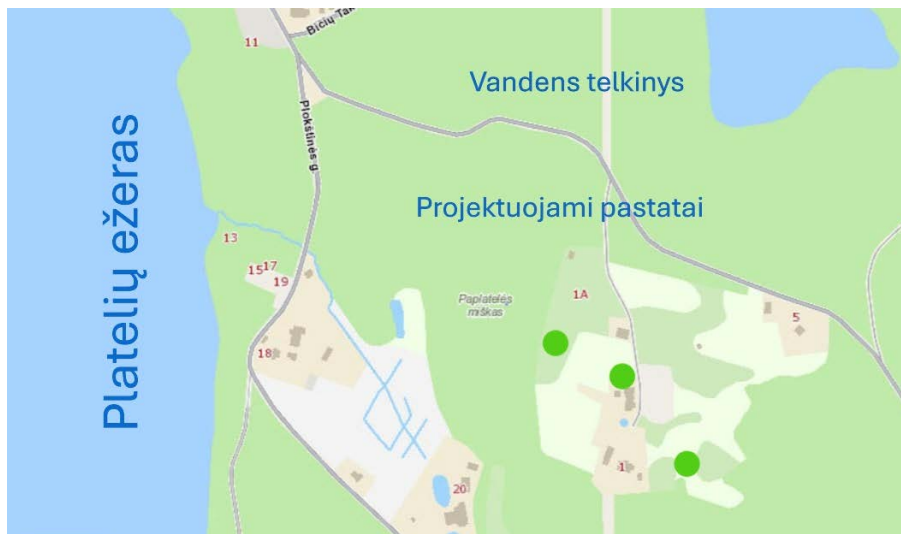 Bičių Tak
11
Vandens telkinys
Plokštinės g.
Platelių ežeras
Projektuojami pastatai
13
15 17
19
1A
Paplatelės
miškas
5
18
1
20